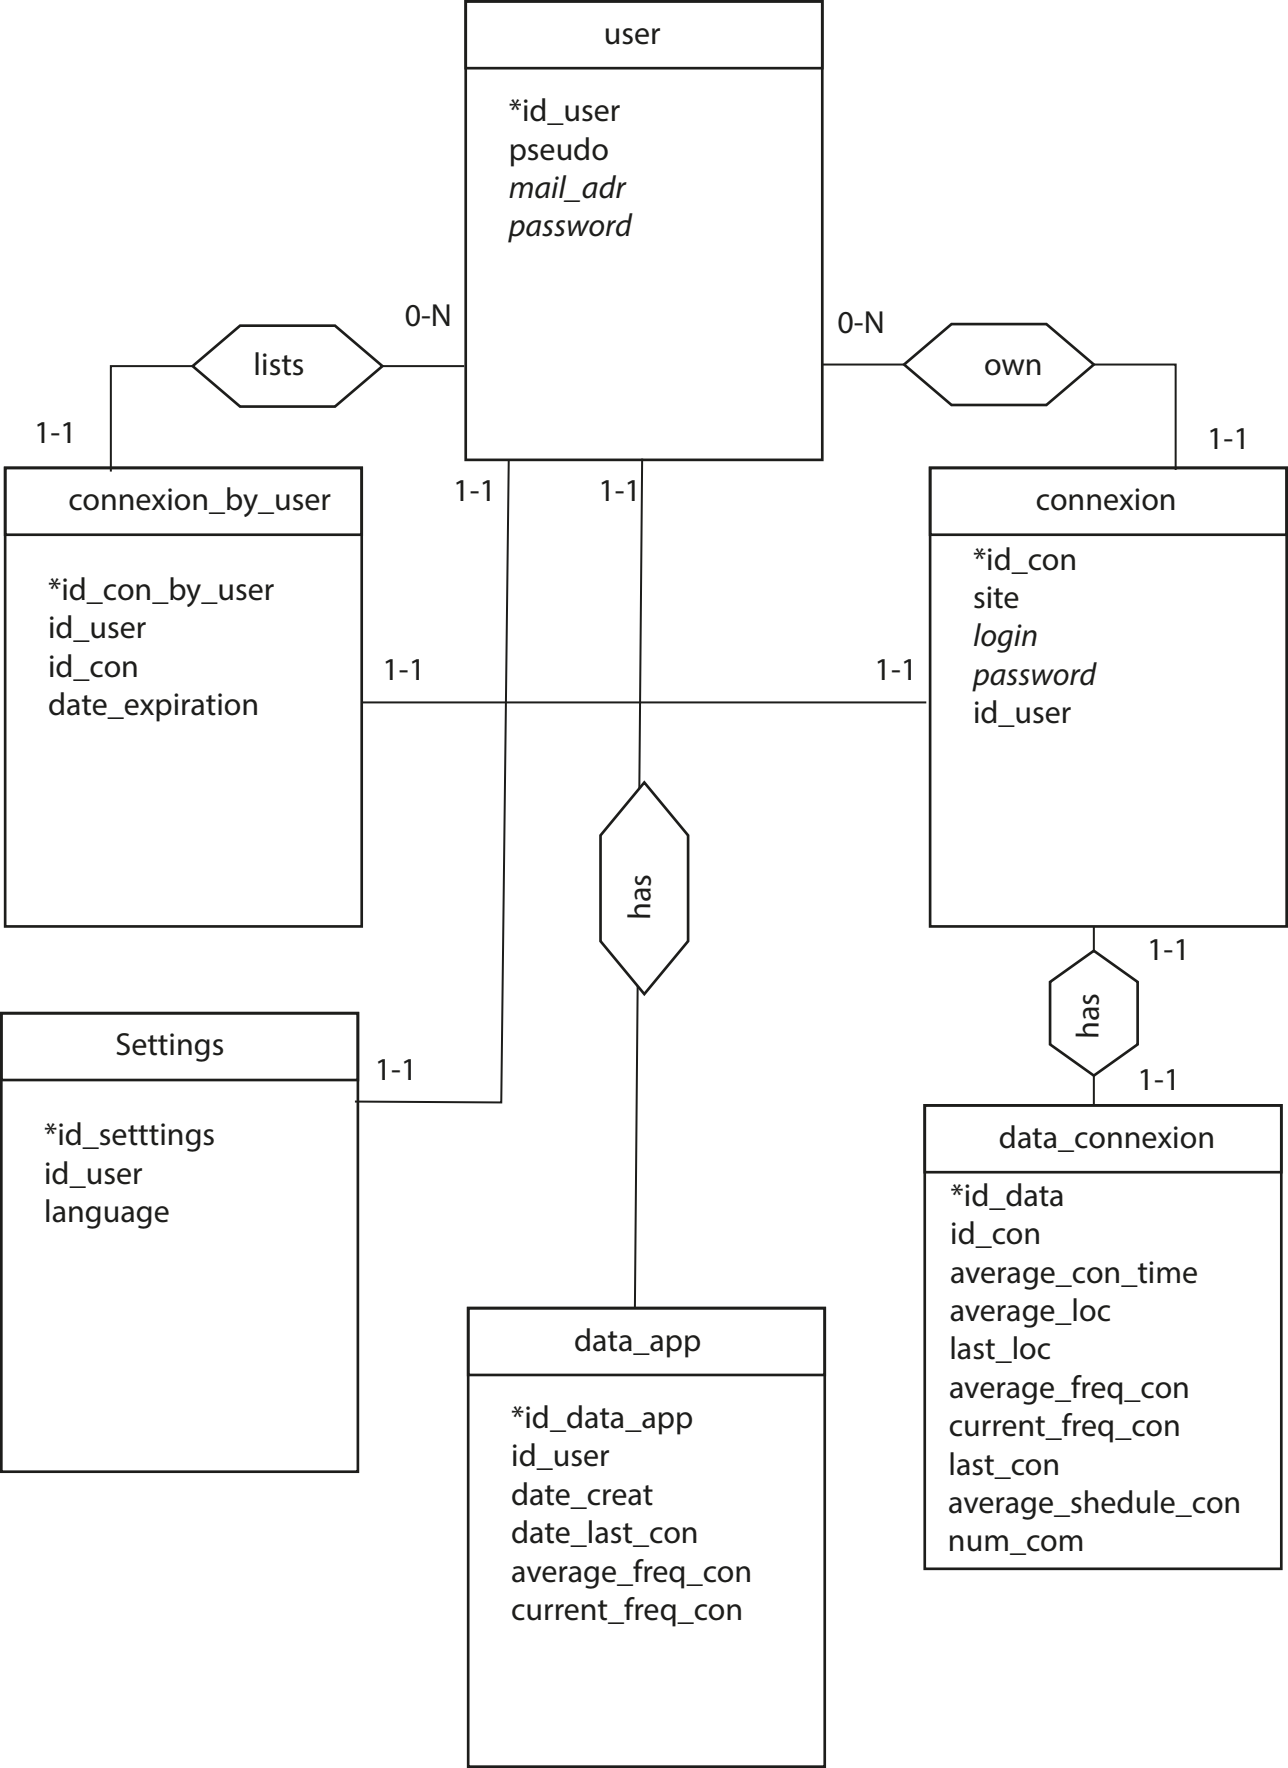 user
*id_user
pseudo
mail_adr
password
0-N
0-N
lists
own
1-1
1-1
connexion_by_user
*id_con_by_user
id_user
id_con
date_expiration
1-1
1-1
connexion
*id_con
site
login
password
id_user
1-1
1-1
has
1-1
has
1-1
Settings
*id_setttings
id_user
language
1-1
data_app
*id_data_app
id_user
date_creat
date_last_con
average_freq_con
current_freq_con
data_connexion
*id_data
id_con
average_con_time
average_loc
last_loc
average_freq_con
current_freq_con
last_con
average_shedule_con
num_com